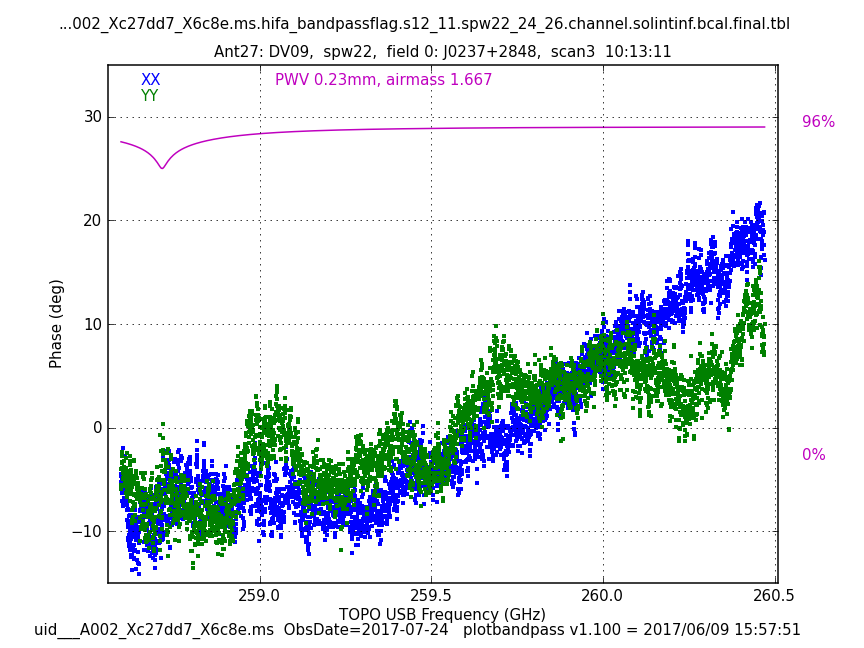 ...002_Xc27dd7_X6c8e.ms.hifa_bandpassflag.s12_11.spw22_24_26.channel.solintinf.bcal.final.tbl
Ant27: DV09, spw22, field 0: J0237+2848, scan3 10:13:11
XX
PWV 0.23mm, airmass 1.667
YY
30
96%
20
Phase (deg)
10
0
0%
−10
259.0
259.5
260.0
260.5
TOPO USB Frequency (GHz)
uid___A002_Xc27dd7_X6c8e.ms ObsDate=2017-07-24 plotbandpass v1.100 = 2017/06/09 15:57:51